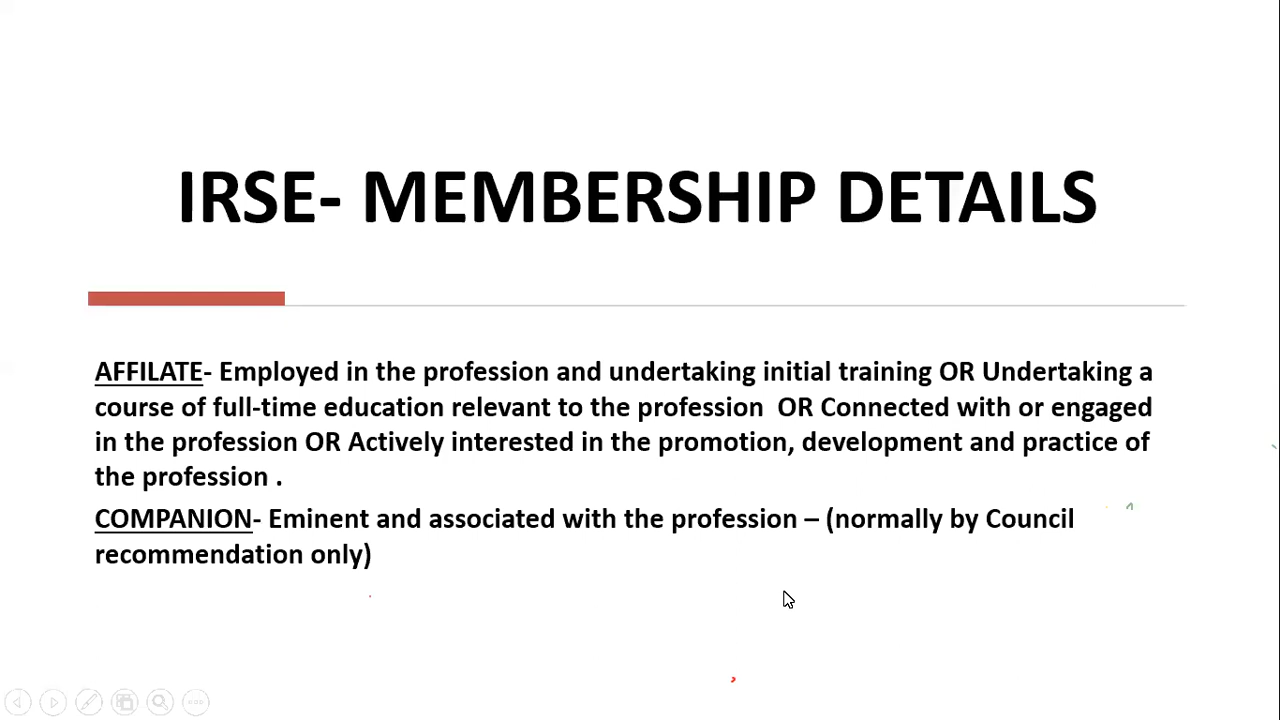 IRSE- MEMBERSHIP DETAILS
AFFILATE- Employed in the profession and undertaking initial training OR Undertaking a
course of full-time education relevant to the profession  OR Connected with or engaged
in the profession OR Actively interested in the promotion, development and practice of
the profession .
COMPANION- Eminent and associated with the profession – (normally by Council
recommendation only)